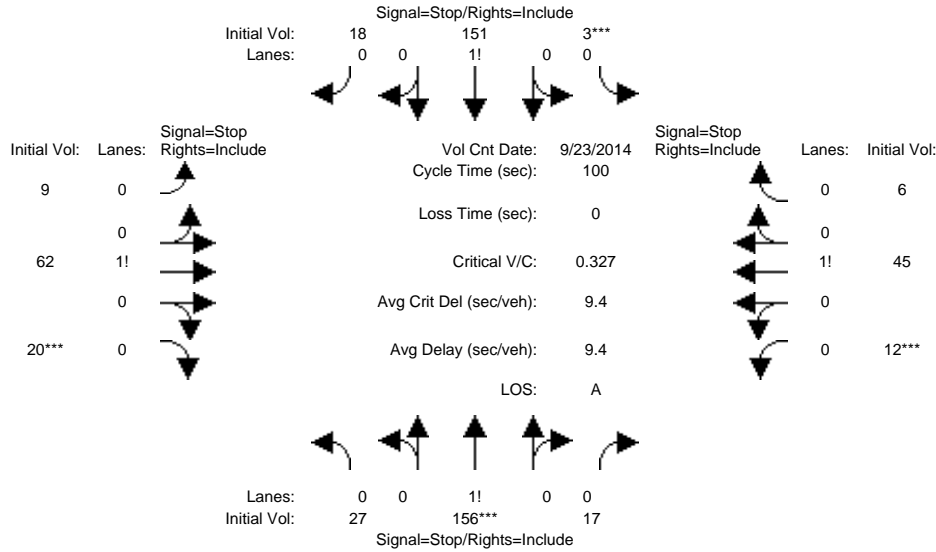 Signal=Stop/Rights=Include
Initial Vol: 18 151 3***
Lanes: 0 0 1! 0 0
Signal=Stop Signal=Stop
Initial Vol: Lanes: Rights=Include Vol Cnt Date: 9/23/2014 Rights=Include Lanes: Initial Vol:
Cycle Time (sec): 100
9 0 0 6
Loss Time (sec): 0
0 0
62 1! Critical V/C: 0.327 1! 45
0 Avg Crit Del (sec/veh): 9.4 0
20*** 0 Avg Delay (sec/veh): 9.4 0 12***
LOS: A
Lanes: 0 0 1! 0 0
Initial Vol: 27 156*** 17
Signal=Stop/Rights=Include